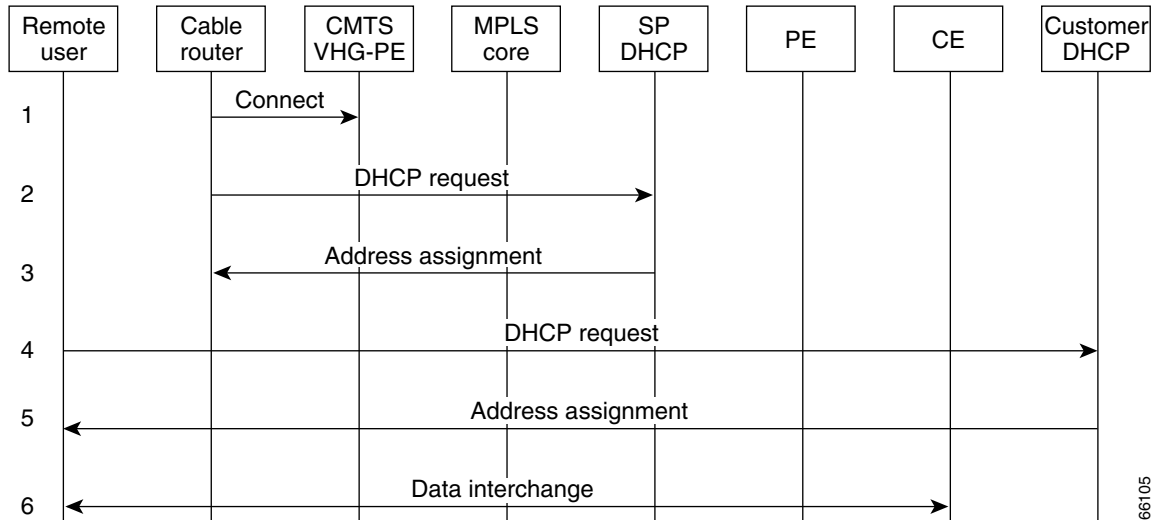 Remote
user
Cable
router
CMTS
VHG-PE
MPLS
core
SP
DHCP
PE
CE
Customer
DHCP
1
Connect
2
DHCP request
3
Address assignment
4
DHCP request
5
Address assignment
6
Data interchange
66105